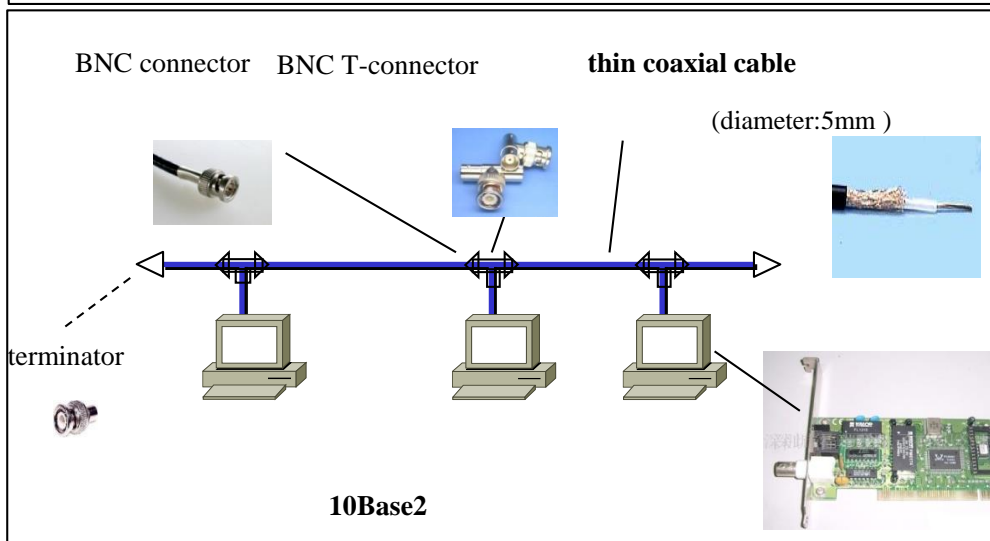 BNC connector
BNC T-connector
thin coaxial cable
(diameter:5mm )
terminator
10Base2